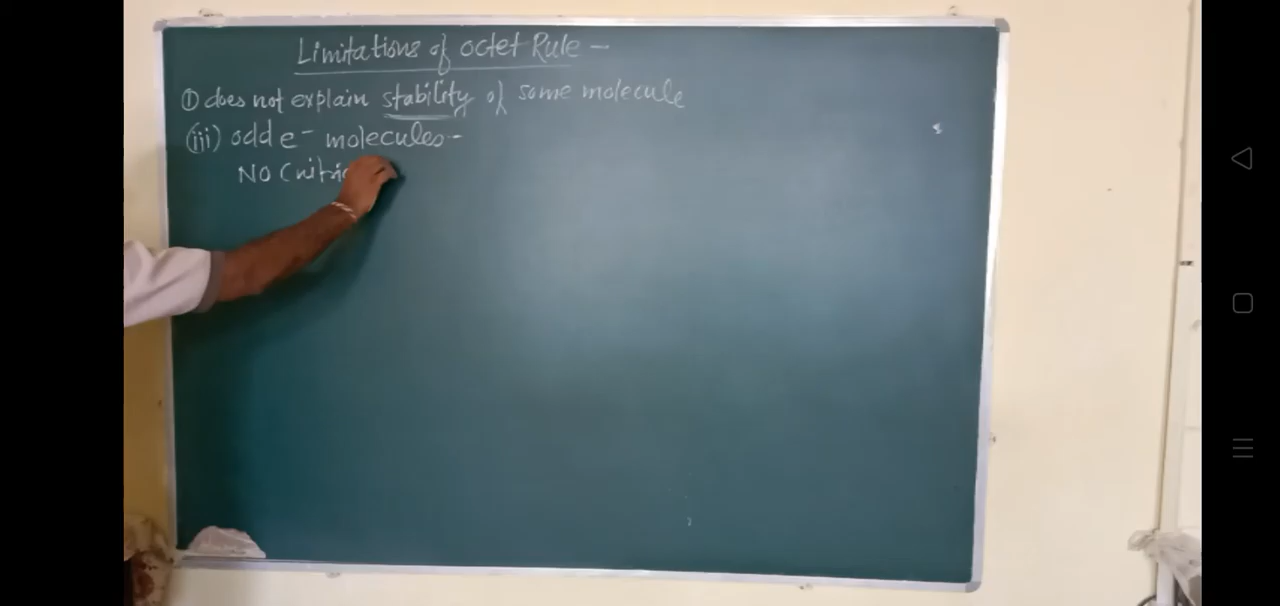 Limitations of octet Rule -
① does not explain stability of some molecule
(iii) odd e- molecules -
NO (nitric